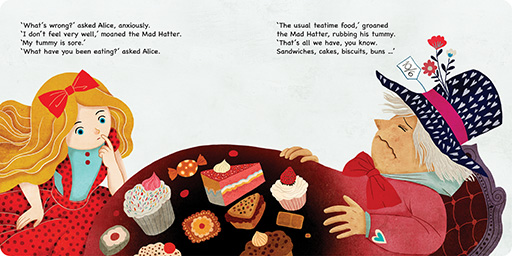 ‘What’s wrong?’ asked Alice, anxiously.
‘I don’t feel very well,’ moaned the Mad Hatter.
‘My tummy is sore.’
‘What have you been eating?’ asked Alice.
‘The usual teatime food,’ groaned
the Mad Hatter, rubbing his tummy.
‘That’s all we have, you know.
Sandwiches, cakes, biscuits, buns ...’
10/6